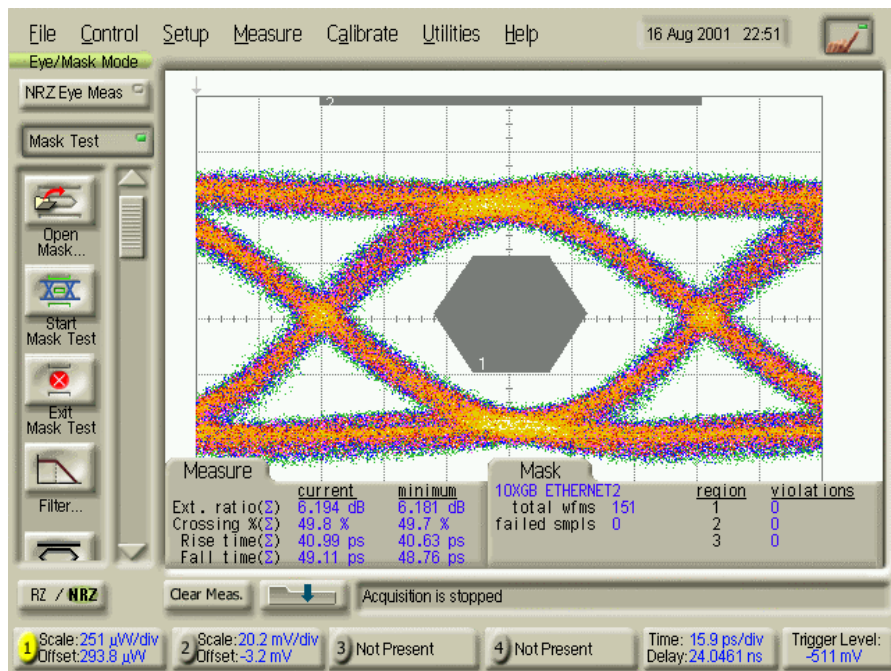 File Control Setup Measure Calibrate Utilities Help 16 Aug 2001 22:51
Eye/Mask Mode
NRZ Eye Meas
Mask Test
Open
Mask...
Start
Mask Test
Exit
Mask Test
Filter...
2
1
Measure
current minimum
Ext. ratio(Σ) 6.194 dB 6.181 dB
Crossing %(Σ) 49.8 % 49.7 %
Rise time(Σ) 40.99 ps 40.63 ps
Fall time(Σ) 49.11 ps 48.76 ps
Mask
10XGB ETHERNET2 region violations
total wfms 151 1 0
failed smpls 0 2 0
3 0
RZ / NRZ
Clear Meas.
Acquisition is stopped
1 Scale:251 µW/div
Offset:293.8 µW
2 Scale:20.2 mV/div
Offset:-3.2 mV
3 Not Present
4 Not Present
Time: 15.9 ps/div
Delay:24.0461 ns
Trigger Level:
-511 mV